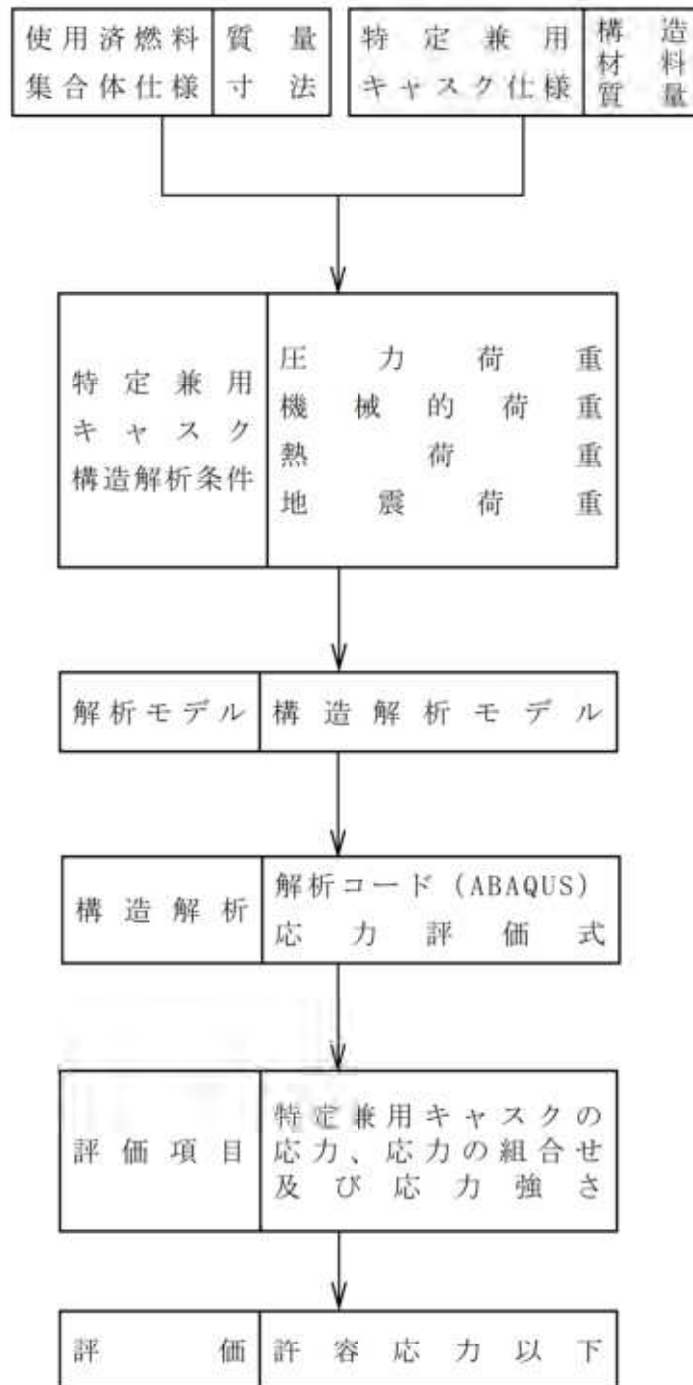 使用済燃料
集合体仕様
質量
寸法
特定兼用
キャスク仕様
構造
材料
質量
特定兼用
キャスク
構造解析条件
圧力荷重
機械的荷重
熱荷重
地震荷重
解析モデル
構造解析モデル
構造解析
解析コード(ABAQUS)
応力評価式
評価項目
特定兼用キャスクの
応力、応力の組合せ
及び応力強さ
評価
許容応力以下